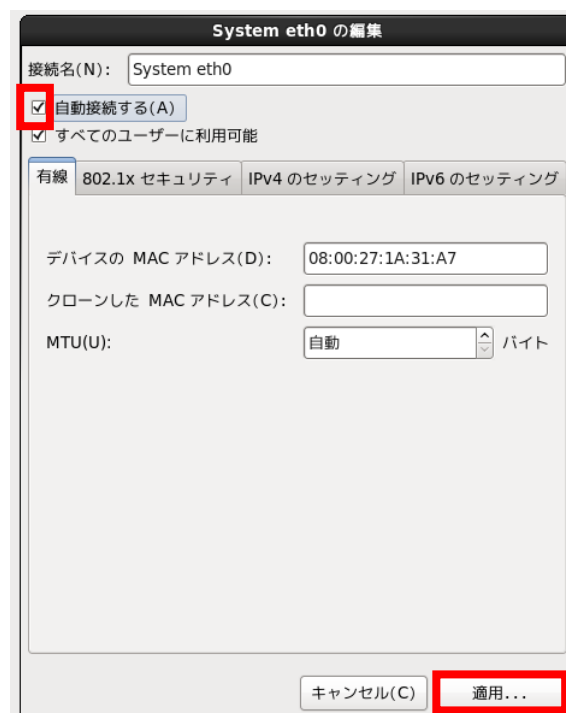 System eth0 の編集
接続名(N): System eth0
自動接続する(A)
すべてのユーザーに利用可能
有線 802.1x セキュリティ IPv4 のセッティング IPv6 のセッティング
デバイスの MAC アドレス(D): 08:00:27:1A:31:A7
クローンした MAC アドレス(C):
MTU(U): 自動 バイト
キャンセル(C) 適用...